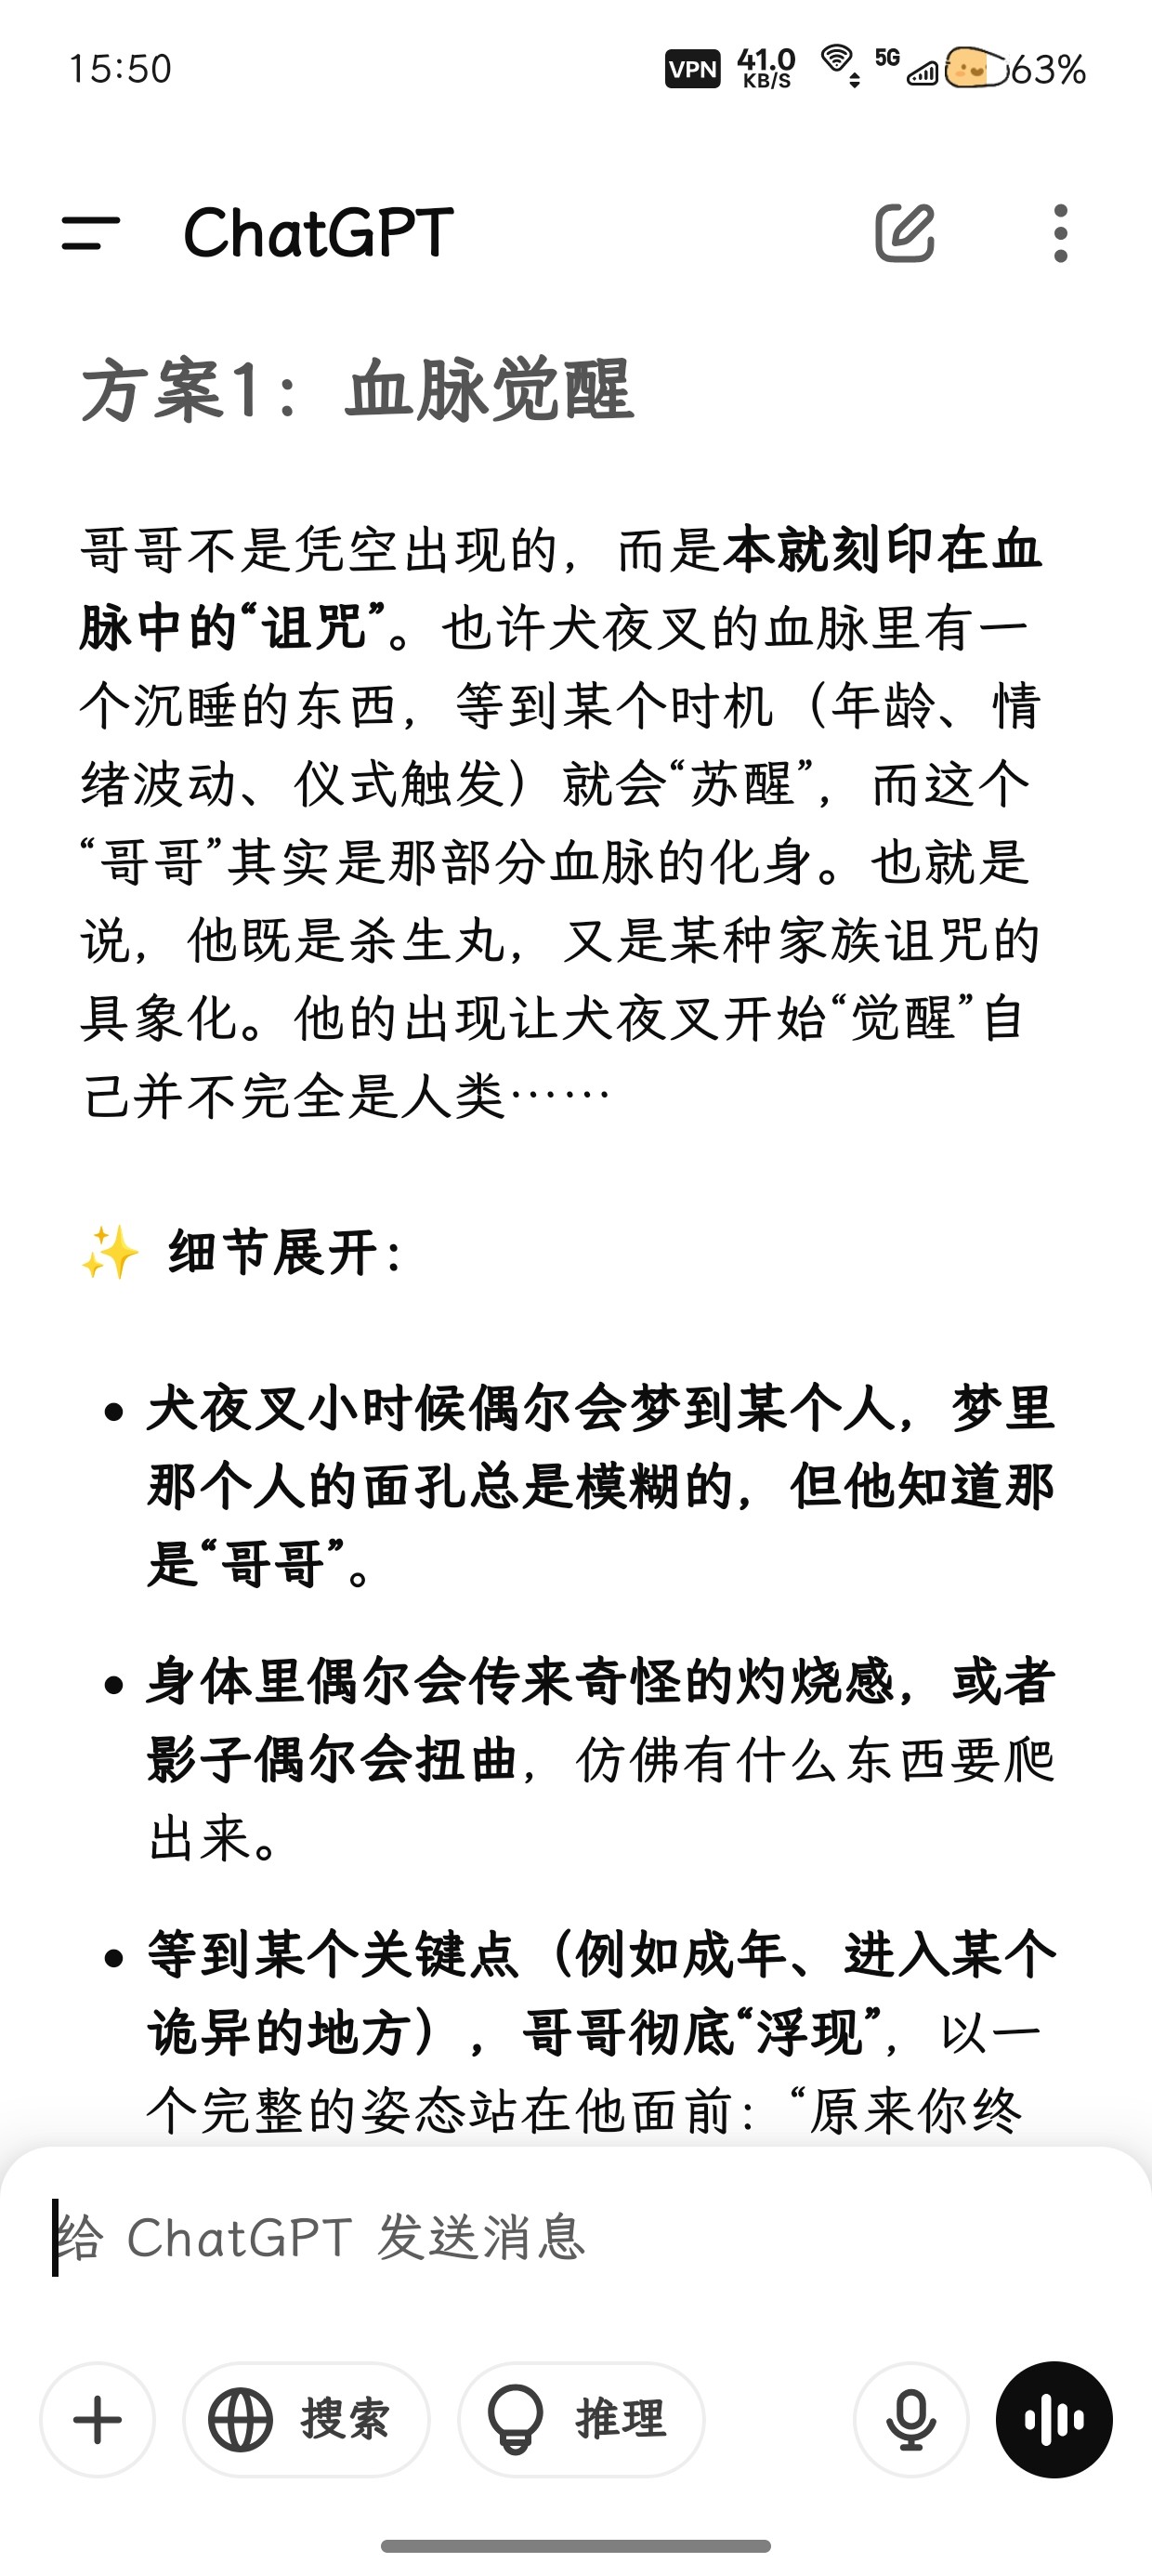 15:50
VPN 41.0 KB/S 5G 63%
ChatGPT
方案1：血脉觉醒
哥哥不是凭空出现的，而是本就刻印在血
脉中的“诅咒”。也许犬夜叉的血脉里有一
个沉睡的东西，等到某个时机（年龄、情
绪波动、仪式触发）就会“苏醒”，而这个
“哥哥”其实是那部分血脉的化身。也就是
说，他既是杀生丸，又是某种家族诅咒的
具象化。他的出现让犬夜叉开始“觉醒”自
己并不完全是人类……
✨ 细节展开：
• 犬夜叉小时候偶尔会梦到某个人，梦里
那个人的面孔总是模糊的，但他知道那
是“哥哥”。
• 身体里偶尔会传来奇怪的灼烧感，或者
影子偶尔会扭曲，仿佛有什么东西要爬
出来。
• 等到某个关键点（例如成年、进入某个
诡异的地方），哥哥彻底“浮现”，以一
个完整的姿态站在他面前：“原来你终
给 ChatGPT 发送消息
搜索 推理